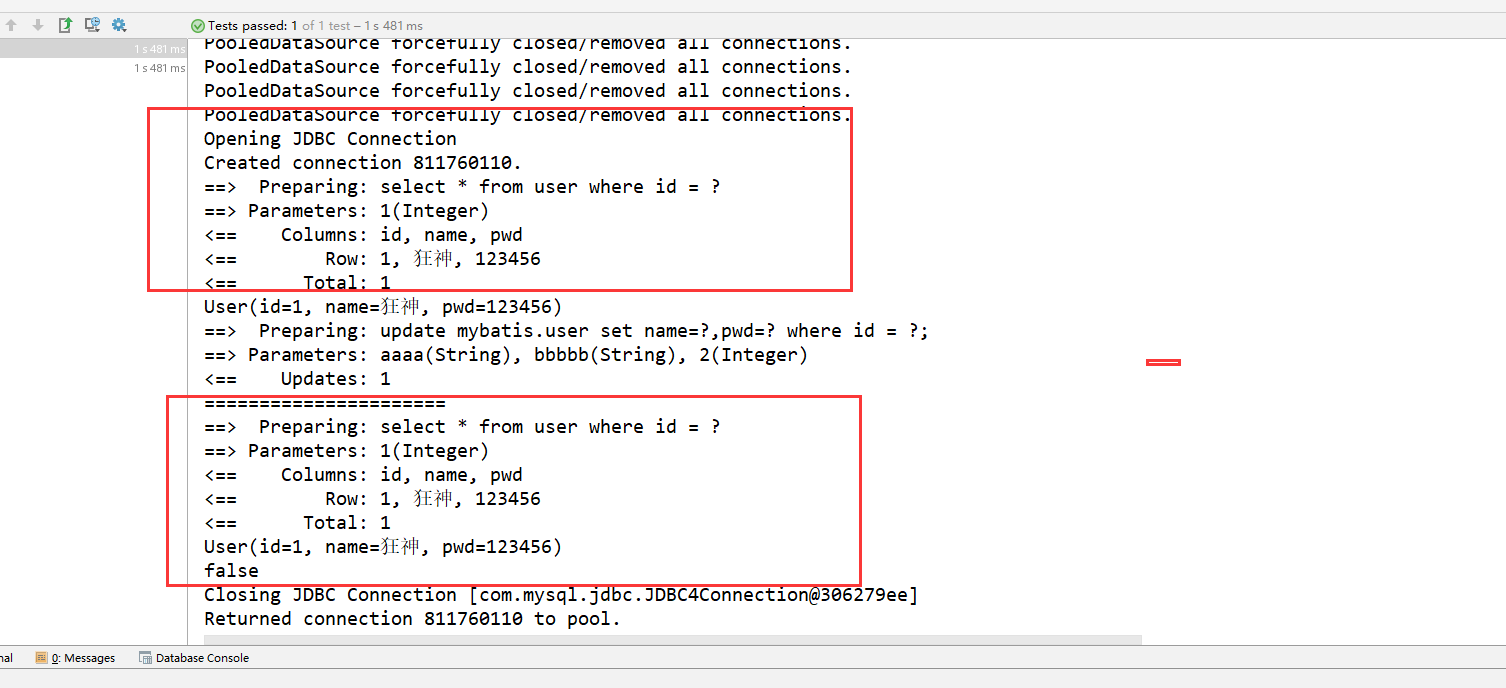 Tests passed: 1 of 1 test – 1 s 481 ms
1 s 481 ms
1 s 481 ms
PooledDataSource forcefully closed/removed all connections.
PooledDataSource forcefully closed/removed all connections.
PooledDataSource forcefully closed/removed all connections.
PooledDataSource forcefully closed/removed all connections.
Opening JDBC Connection
Created connection 811760110.
==>  Preparing: select * from user where id = ?
==> Parameters: 1(Integer)
<==    Columns: id, name, pwd
<==        Row: 1, 狂神, 123456
<==      Total: 1
User(id=1, name=狂神, pwd=123456)
==>  Preparing: update mybatis.user set name=?,pwd=? where id = ?;
==> Parameters: aaaa(String), bbbbb(String), 2(Integer)
<==    Updates: 1
======================
==>  Preparing: select * from user where id = ?
==> Parameters: 1(Integer)
<==    Columns: id, name, pwd
<==        Row: 1, 狂神, 123456
<==      Total: 1
User(id=1, name=狂神, pwd=123456)
false
Closing JDBC Connection [com.mysql.jdbc.JDBC4Connection@306279ee]
Returned connection 811760110 to pool.
nal 0: Messages Database Console